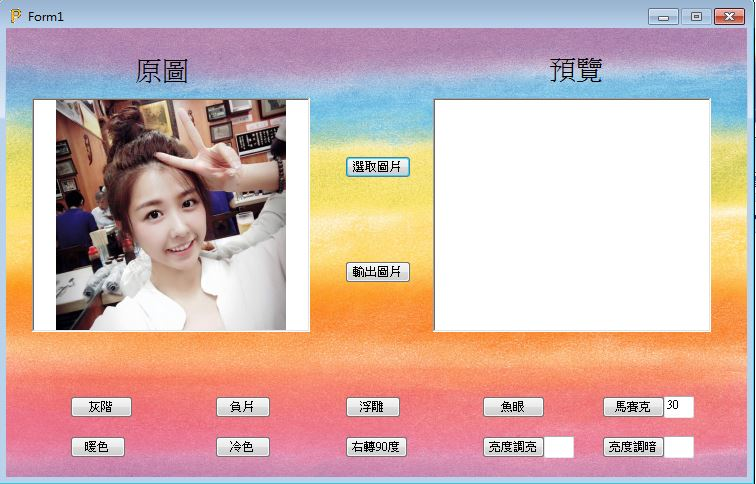 Form1
原圖
預覽
選取圖片
輸出圖片
灰階
負片
浮雕
魚眼
馬賽克 30
暖色
冷色
右轉90度
亮度調亮
亮度調暗